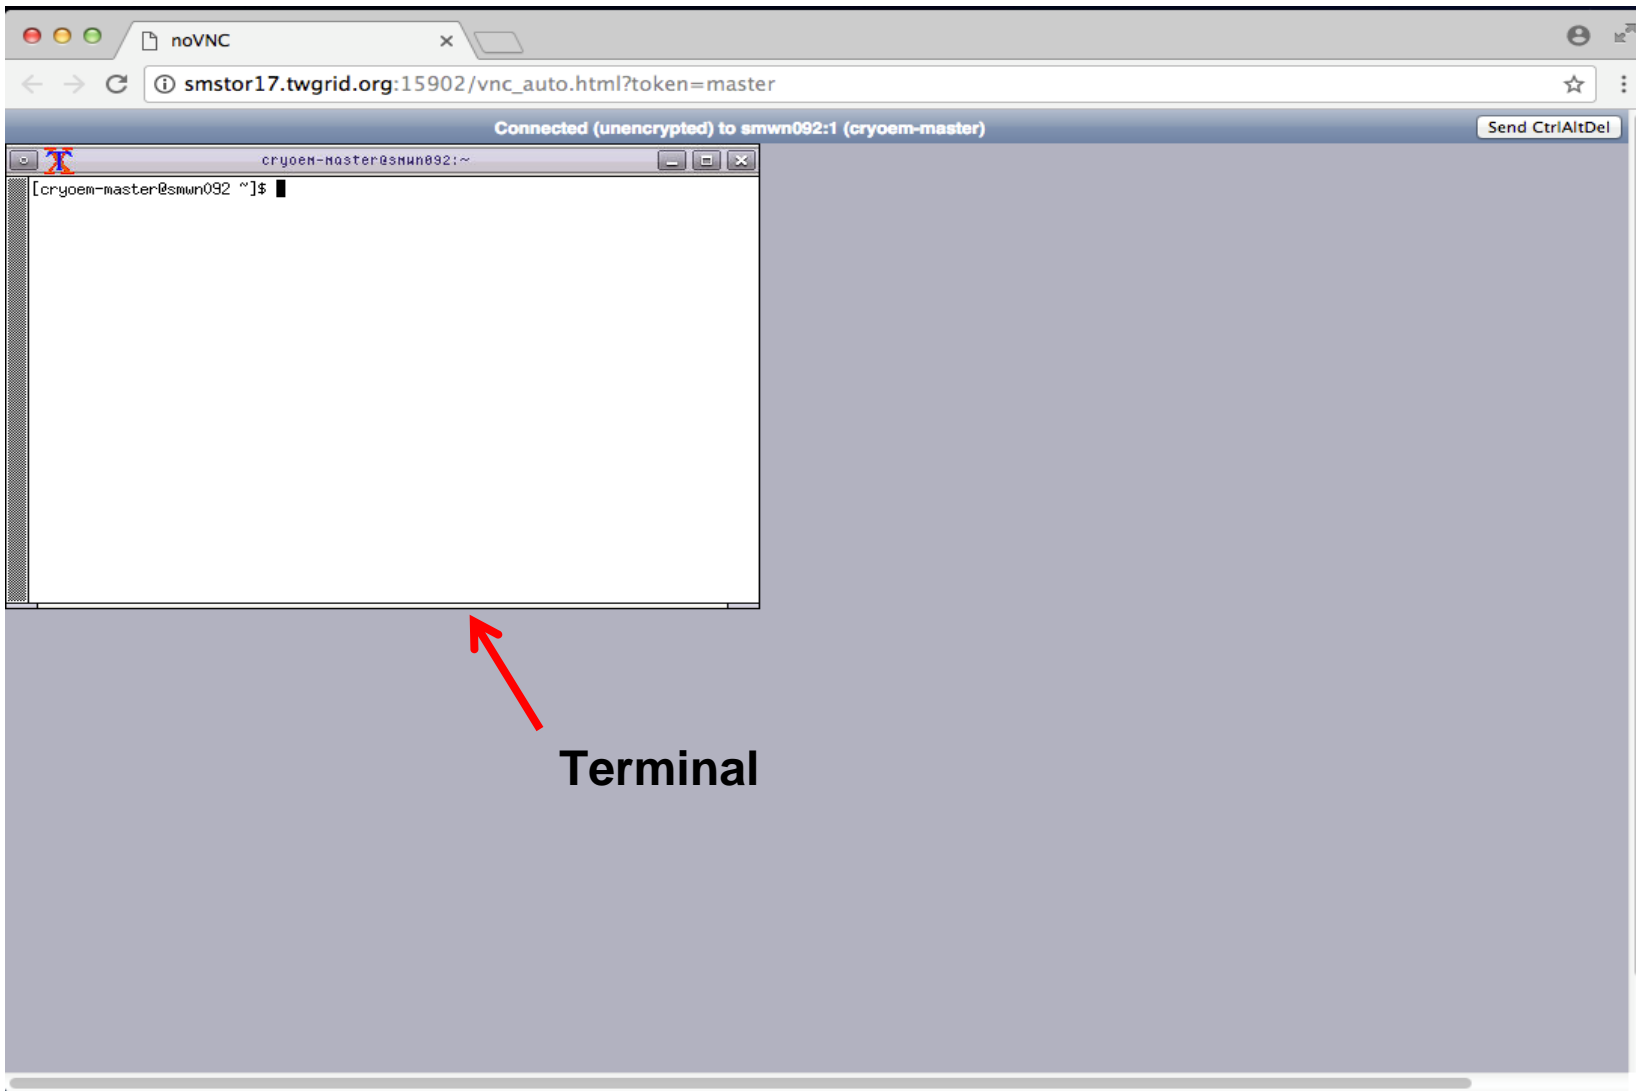 noVNC
smstor17.twgrid.org:15902/vnc_auto.html?token=master
Connected (unencrypted) to smwn092:1 (cryoem-master)
Send CtrlAltDel
cryoem-master@smwn092:~
[cryoem-master@smwn092 ~]$
Terminal